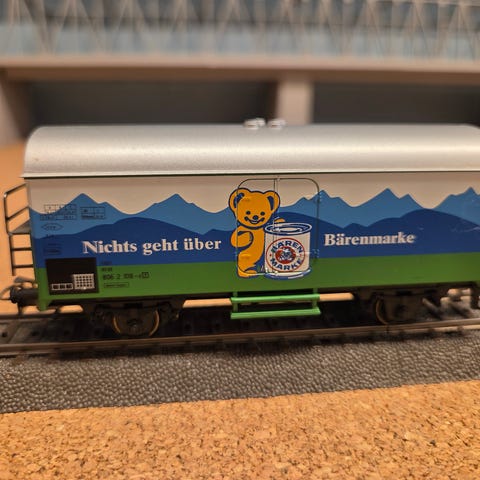 Nichts geht über Bärenmarke
BÄREN
MARKE